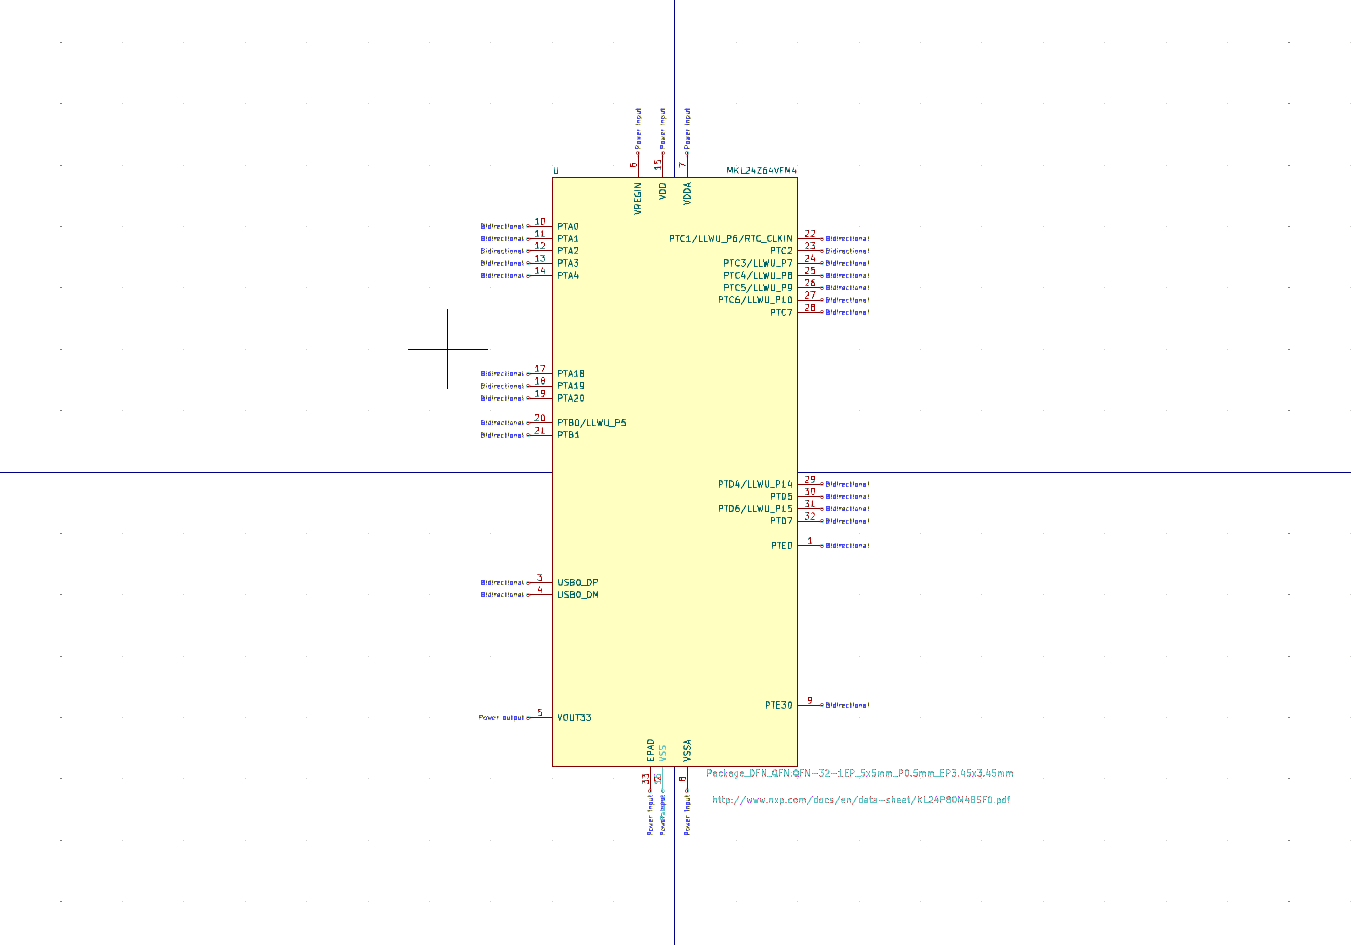 Power Input Power Input Power Input
6 15 7
U MKL24Z64VFM4
VREGIN VDD VDDA
Bidirectional 10 PTA0
Bidirectional 11 PTA1 PTC1/LLWU_P6/RTC_CLKIN 22 Bidirectional
Bidirectional 12 PTA2 PTC2 23 Bidirectional
Bidirectional 13 PTA3 PTC3/LLWU_P7 24 Bidirectional
Bidirectional 14 PTA4 PTC4/LLWU_P8 25 Bidirectional
PTC5/LLWU_P9 26 Bidirectional
PTC6/LLWU_P10 27 Bidirectional
PTC7 28 Bidirectional
Bidirectional 17 PTA18
Bidirectional 18 PTA19
Bidirectional 19 PTA20
Bidirectional 20 PTB0/LLWU_P5
Bidirectional 21 PTB1
PTD4/LLWU_P14 29 Bidirectional
PTD5 30 Bidirectional
PTD6/LLWU_P15 31 Bidirectional
PTD7 32 Bidirectional
PTE0 1 Bidirectional
Bidirectional 3 USB0_DP
Bidirectional 4 USB0_DM
PTE30 9 Bidirectional
Power output 5 VOUT33
EPAD VSS VSSA
33 8
Package_DFN_QFN:QFN-32-1EP_5x5mm_P0.5mm_EP3.45x3.45mm
http://www.nxp.com/docs/en/data-sheet/KL24P80M48SF0.pdf
Power Input Power Input